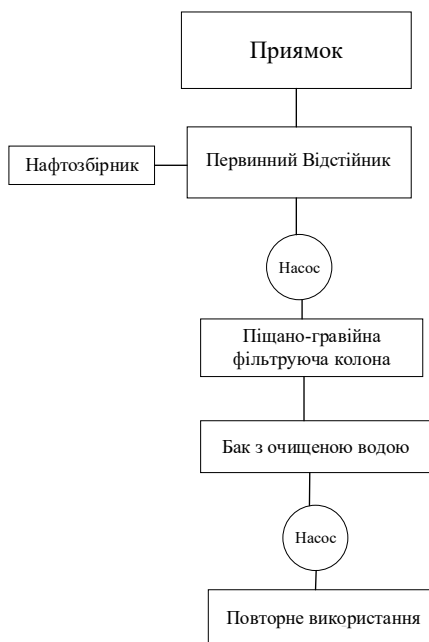 Приямок
Нафтозбірник
Первинний Відстійник
Насос
Піщано-гравійна
фільтруюча колона
Бак з очищеною водою
Насос
Повторне використання